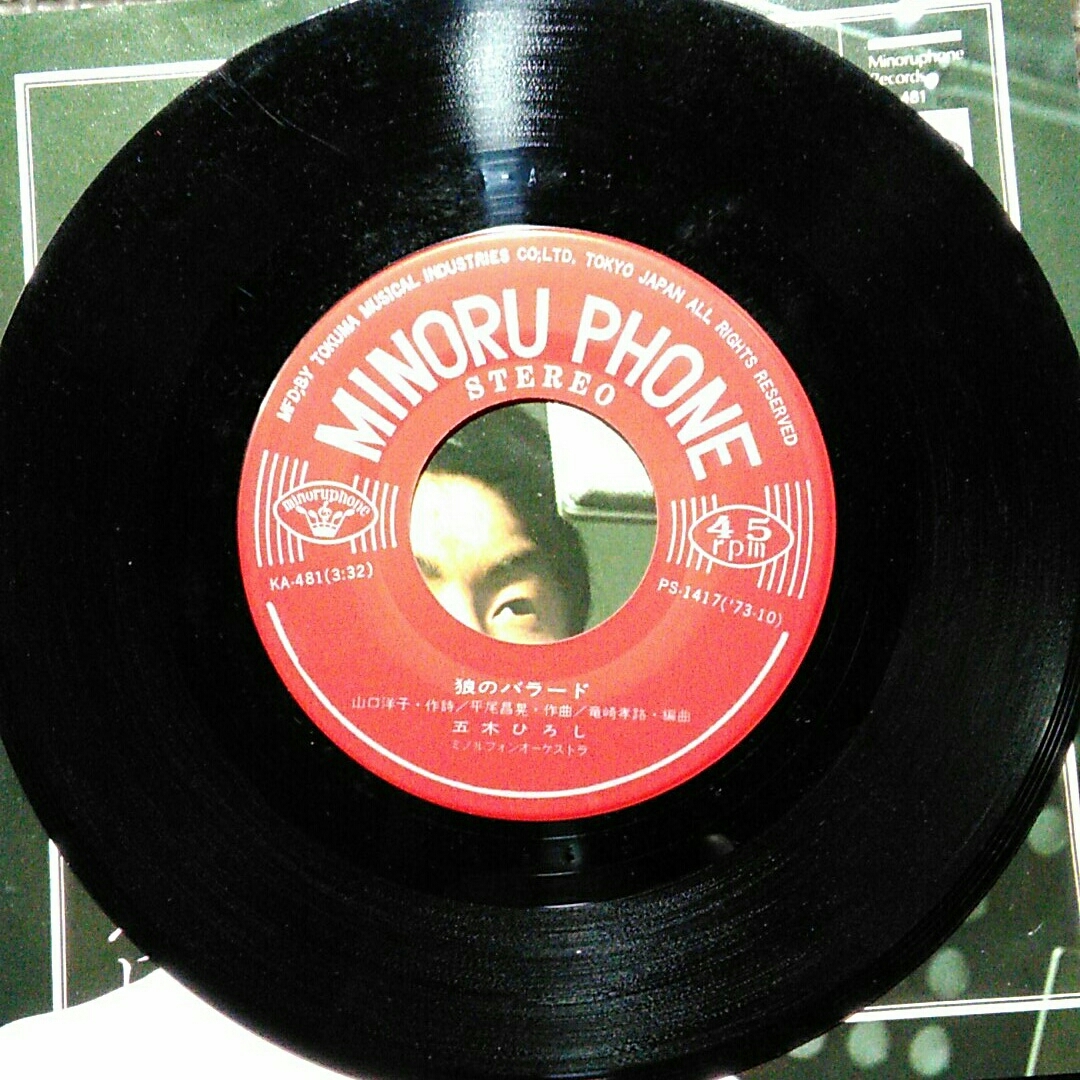 Minoruphone
Records
481
MFD;BY TOKUMA MUSICAL INDUSTRIES CO;LTD. TOKYO JAPAN ALL RIGHTS RESERVED
MINORU PHONE
STEREO
minoruphone
45
rpm
KA-481(3:32)
PS-1417('73-10)
狼のバラード
山口洋子・作詩/平尾昌晃・作曲/竜崎孝路・編曲
五木ひろし
ミノルフォンオーケストラ